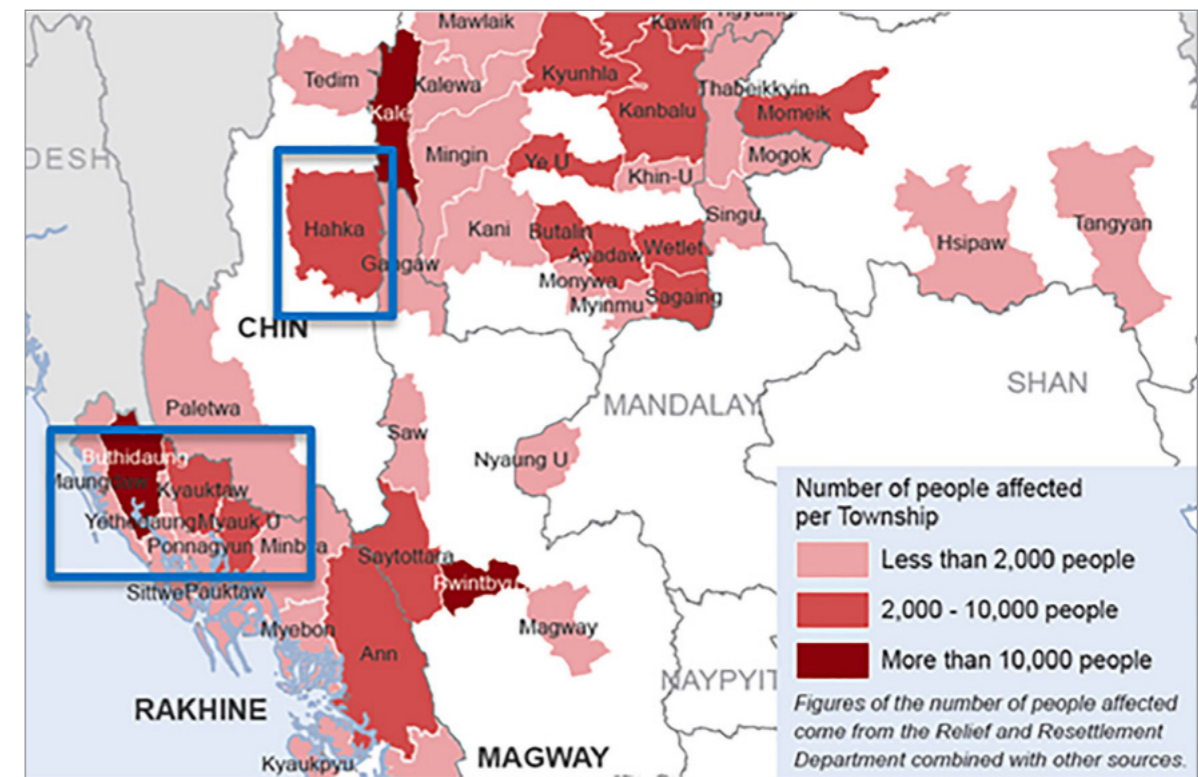 Mawlaik
Kawlin
Tedim
Kalewa
Kyunhla
Thabeikkyin
Kale
Kanbalu
Momeik
DESH
Mingin
Ye U
Mogok
Khin-U
Hahka
Kani
Butalin
Singu
Tangyan
Ayadaw
Wetlet
Hsipaw
Gangaw
Monywa
Myinmu
Sagaing
CHIN
SHAN
Paletwa
MANDALAY
Saw
Buthidaung
Nyaung U
Kyauktaw
Myauk U
Ponnagyun
Minbya
Saytottara
Sittwe
Pauktaw
Rwintbyu
Myebon
Magway
Ann
NAYPYIT
RAKHINE
MAGWAY
Kyaukpyu
Number of people affected
per Township
Less than 2,000 people
2,000 - 10,000 people
More than 10,000 people
Figures of the number of people affected
come from the Relief and Resettlement
Department combined with other sources.